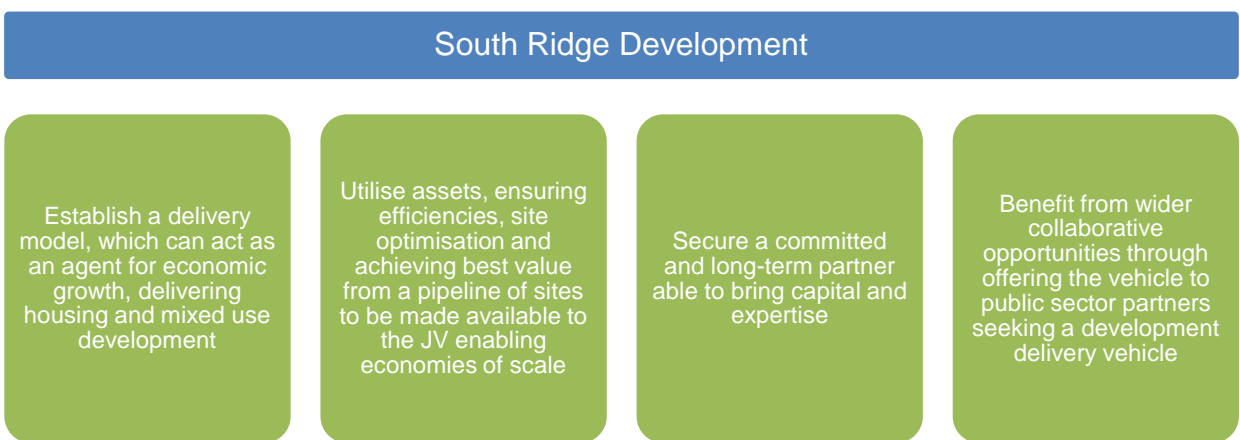 South Ridge Development
Establish a delivery
model, which can act as
an agent for economic
growth, delivering
housing and mixed use
development
Utilise assets, ensuring
efficiencies, site
optimisation and
achieving best value
from a pipeline of sites
to be made available to
the JV enabling
economies of scale
Secure a committed
and long-term partner
able to bring capital and
expertise
Benefit from wider
collaborative
opportunities through
offering the vehicle to
public sector partners
seeking a development
delivery vehicle